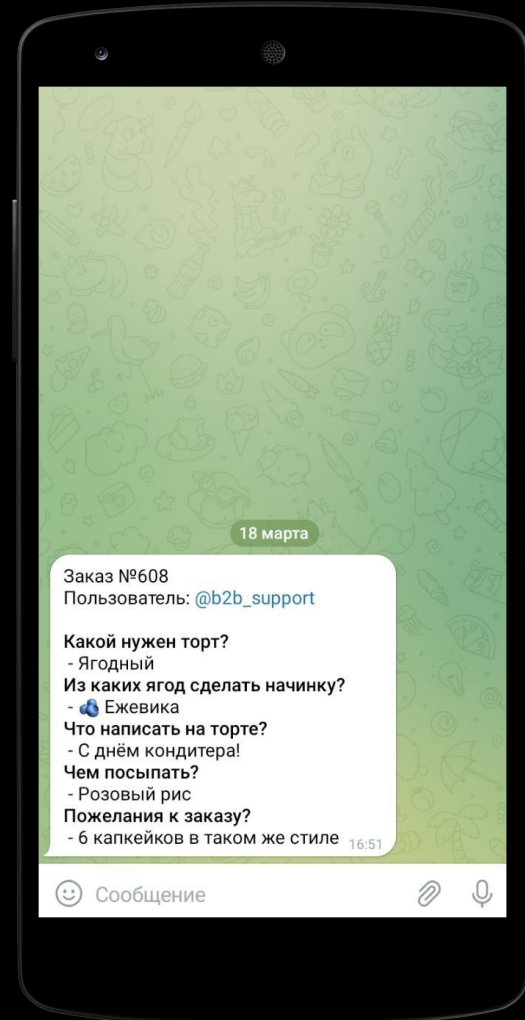 18 марта
Заказ №608
Пользователь: @b2b_support
Какой нужен торт?
- Ягодный
Из каких ягод сделать начинку?
- 🫐 Ежевика
Что написать на торте?
- С днём кондитера!
Чем посыпать?
- Розовый рис
Пожелания к заказу?
- 6 капкейков в таком же стиле 16:51
Сообщение